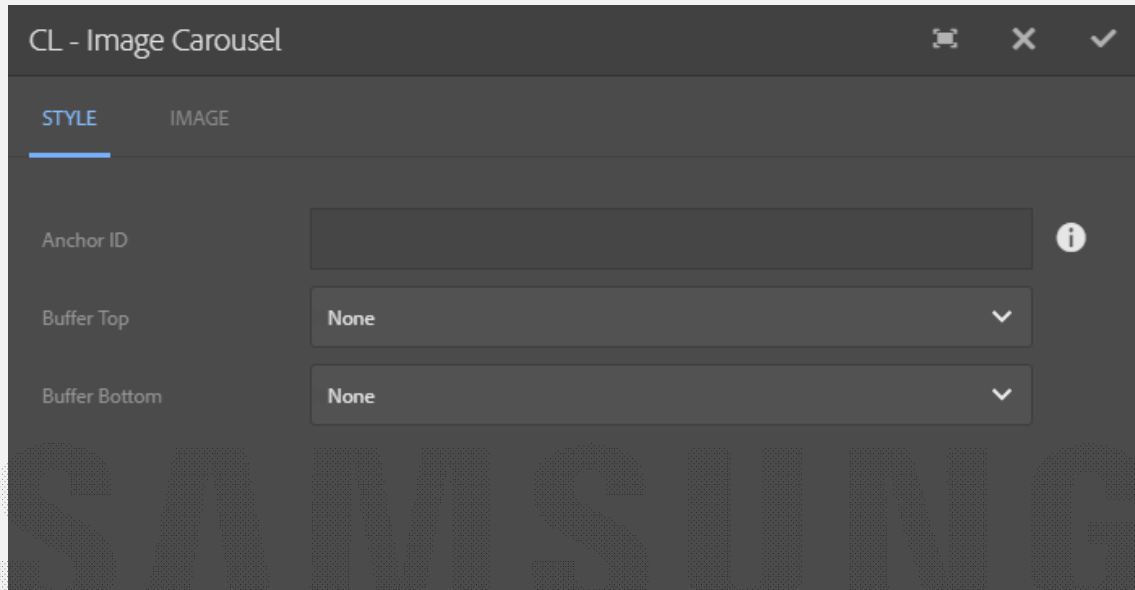 CL - Image Carousel
STYLE IMAGE
Anchor ID
Buffer Top None
Buffer Bottom None
SAMSUNG